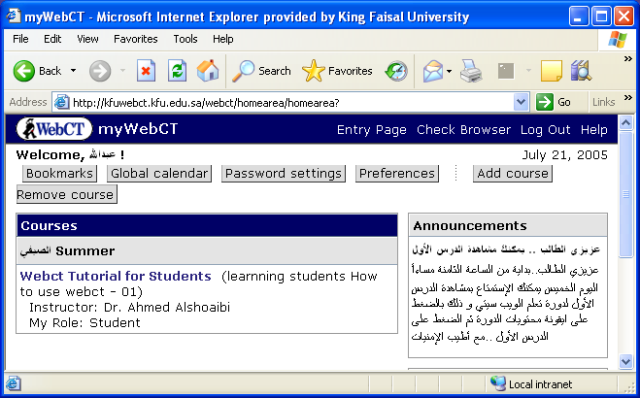 myWebCT - Microsoft Internet Explorer provided by King Faisal University
File Edit View Favorites Tools Help
Back Search Favorites
Address http://kfuwebct.kfu.edu.sa/webct/homearea/homearea? Go Links
WebCT myWebCT Entry Page Check Browser Log Out Help
Welcome, عبدالله ! July 21, 2005
Bookmarks Global calendar Password settings Preferences Add course
Remove course
Courses
الصيفي Summer
Webct Tutorial for Students (learnning students How
to use webct - 01)
Instructor: Dr. Ahmed Alshoaibi
My Role: Student
Announcements
عزيزي الطالب .. يمكنك مشاهدة الدرس الأول
عزيزي الطالب..بداية من الساعة الثامنة مساءاً
اليوم الخميس يمكنك الإستمتاع بمشاهدة الدرس
الأول لدورة تعلم الويب سيتي و ذلك بالضغط
على ايقونة محتويات الدورة ثم الضغط على
الدرس الأول ..مع أطيب الإمنيات
Local intranet